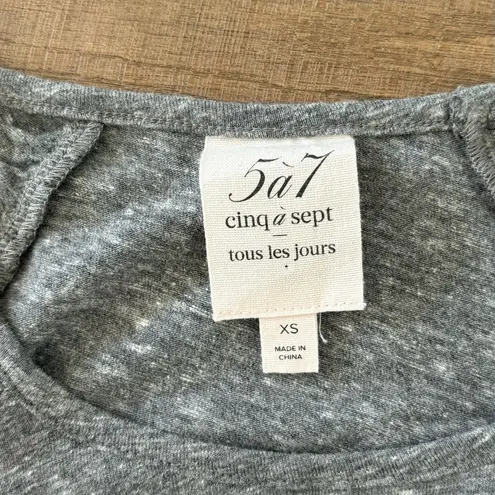 5à7
cinq à sept
tous les jours
XS
MADE IN
CHINA